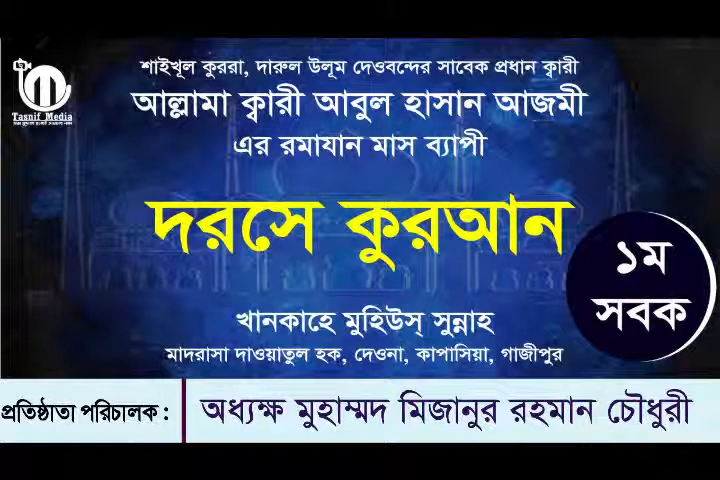 শাইখূল কুররা, দারুল উলূম দেওবন্দের সাবেক প্রধান ক্বারী
আল্লামা ক্বারী আবুল হাসান আজমী
এর রমাযান মাস ব্যাপী
দরসে কুরআন
১ম
সবক
খানকাহে মুহিউস্ সুন্নাহ
মাদরাসা দাওয়াতুল হক, দেওনা, কাপাসিয়া, গাজীপুর
প্রতিষ্ঠাতা পরিচালক :
অধ্যক্ষ মুহাম্মদ মিজানুর রহমান চৌধুরী
Tasnif Media